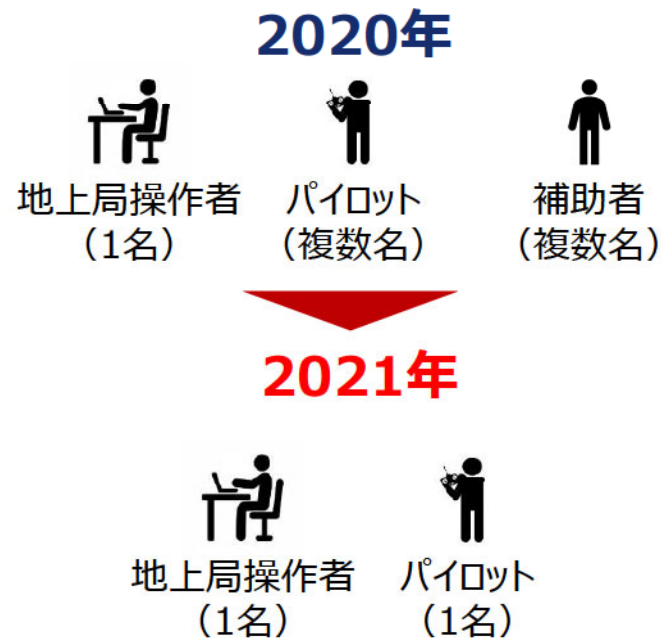 2020年
地上局操作者 パイロット 補助者
（1名） （複数名） （複数名）
2021年
地上局操作者 パイロット
（1名） （1名）